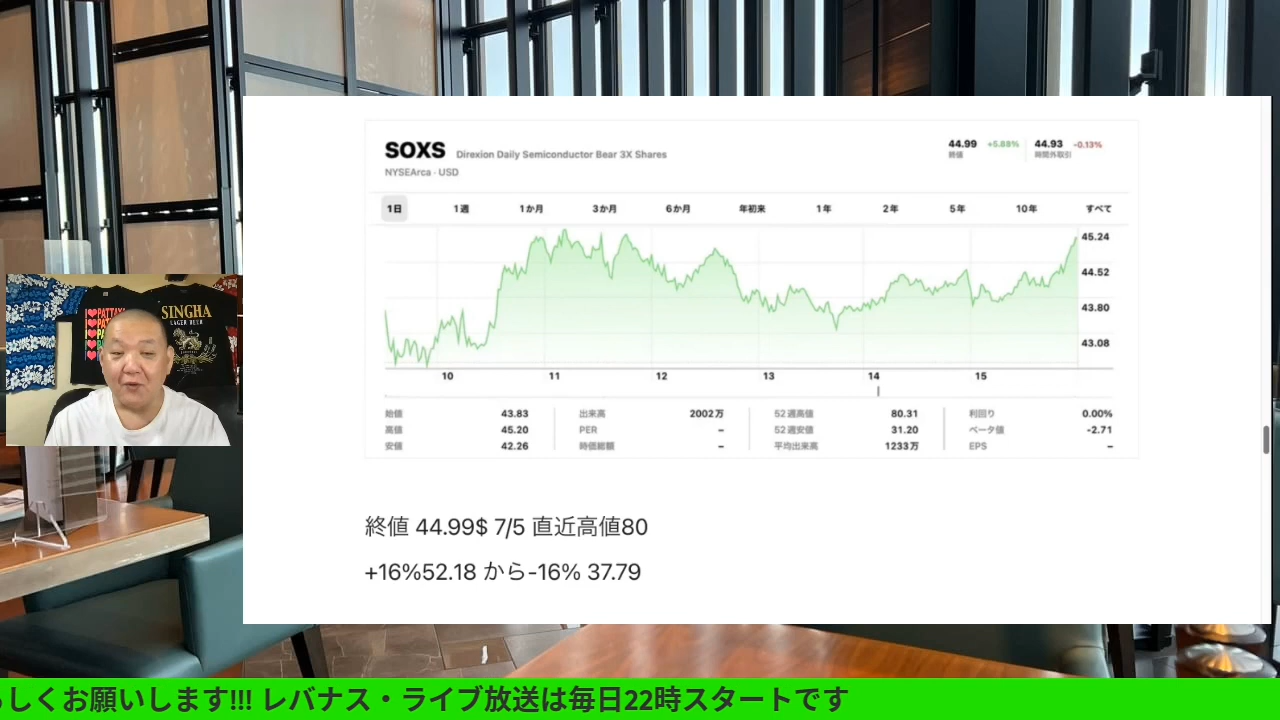 SOXS Direxion Daily Semiconductor Bear 3X Shares
NYSEArca · USD
44.99 +5.88% 44.93 -0.13%
終値 時間外取引
1日 1週 1か月 3か月 6か月 年初来 1年 2年 5年 10年 すべて
45.24
44.52
43.80
43.08
10 11 12 13 14 15
始値 43.83 出来高 2002万 52週高値 80.31 利回り 0.00%
高値 45.20 PER – 52週安値 31.20 ベータ値 -2.71
安値 42.26 時価総額 – 平均出来高 1233万 EPS –
終値 44.99$ 7/5 直近高値80
+16%52.18 から-16% 37.79
PATTAYA
SINGHA
LAGER BEER
しくお願いします!!! レバナス・ライブ放送は毎日22時スタートです